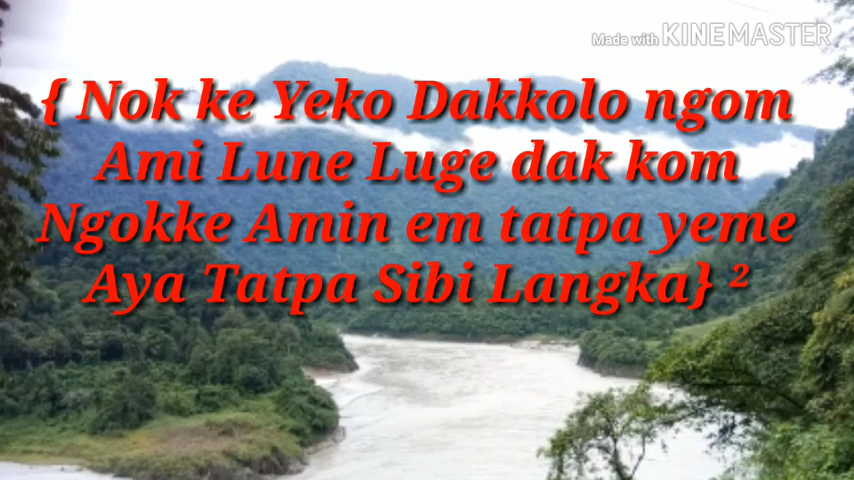 Made with KINEMASTER
{ Nok ke Yeko Dakkolo ngom
Ami Lune Luge dak kom
Ngokke Amin em tatpa yeme
Aya Tatpa Sibi Langka} ²